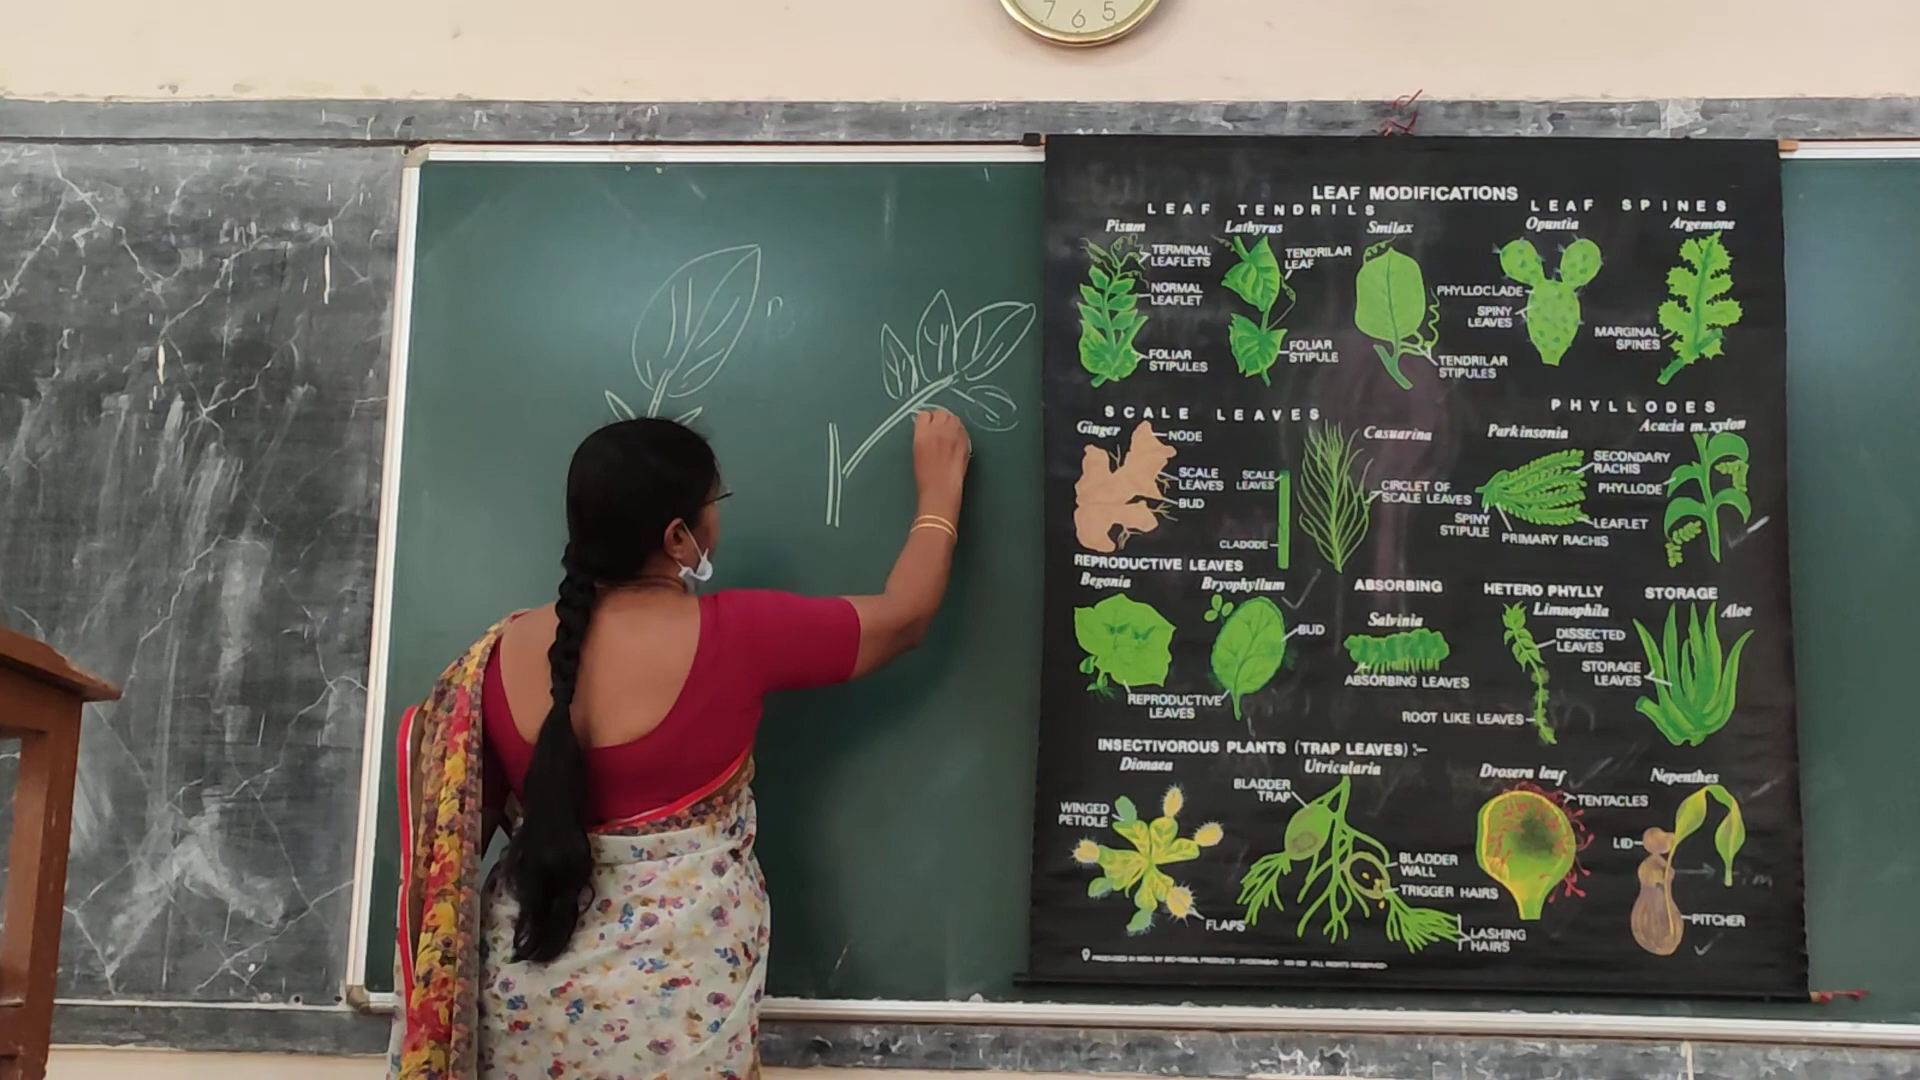 7 6 5
LEAF MODIFICATIONS
LEAF TENDRILS
LEAF SPINES
Pisum
Lathyrus
Smilax
Opuntia
Argemone
TERMINAL
LEAFLETS
NORMAL
LEAFLET
FOLIAR
STIPULES
TENDRILAR
LEAF
FOLIAR
STIPULE
TENDRILAR
STIPULES
PHYLLOCLADE
SPINY
LEAVES
MARGINAL
SPINES
SCALE LEAVES
PHYLLODES
Ginger
Casuarina
Parkinsonia
Acacia m. xylon
NODE
SCALE
LEAVES
BUD
SCALE
LEAVES
CLADODE
CIRCLET OF
SCALE LEAVES
SECONDARY
RACHIS
PHYLLODE
SPINY
STIPULE
LEAFLET
PRIMARY RACHIS
REPRODUCTIVE LEAVES
Begonia
Bryophyllum
BUD
REPRODUCTIVE
LEAVES
ABSORBING
Salvinia
ABSORBING LEAVES
HETERO PHYLLY
Limnophila
DISSECTED
LEAVES
ROOT LIKE LEAVES
STORAGE
Aloe
STORAGE
LEAVES
INSECTIVOROUS PLANTS (TRAP LEAVES) :-
Dionaea
Utricularia
Drosera leaf
Nepenthes
WINGED
PETIOLE
FLAPS
BLADDER
TRAP
BLADDER
WALL
TRIGGER HAIRS
LASHING
HAIRS
TENTACLES
LID
PITCHER